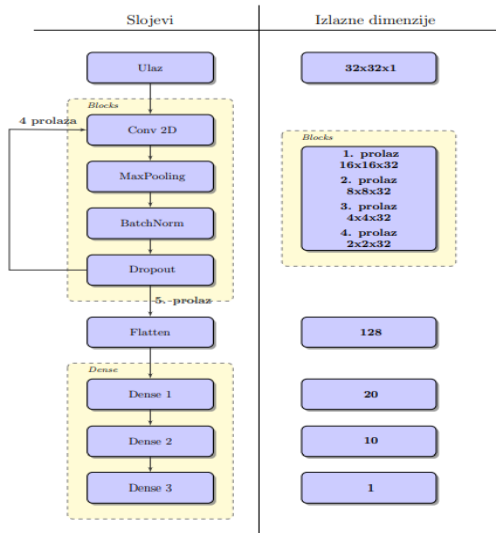 Slojevi
Izlazne dimenzije
Ulaz
32x32x1
Blocks
4 prolaza
Conv 2D
MaxPooling
BatchNorm
Dropout
Blocks
1. prolaz
16x16x32
2. prolaz
8x8x32
3. prolaz
4x4x32
4. prolaz
2x2x32
5. prolaz
Flatten
128
Dense
Dense 1
20
Dense 2
10
Dense 3
1